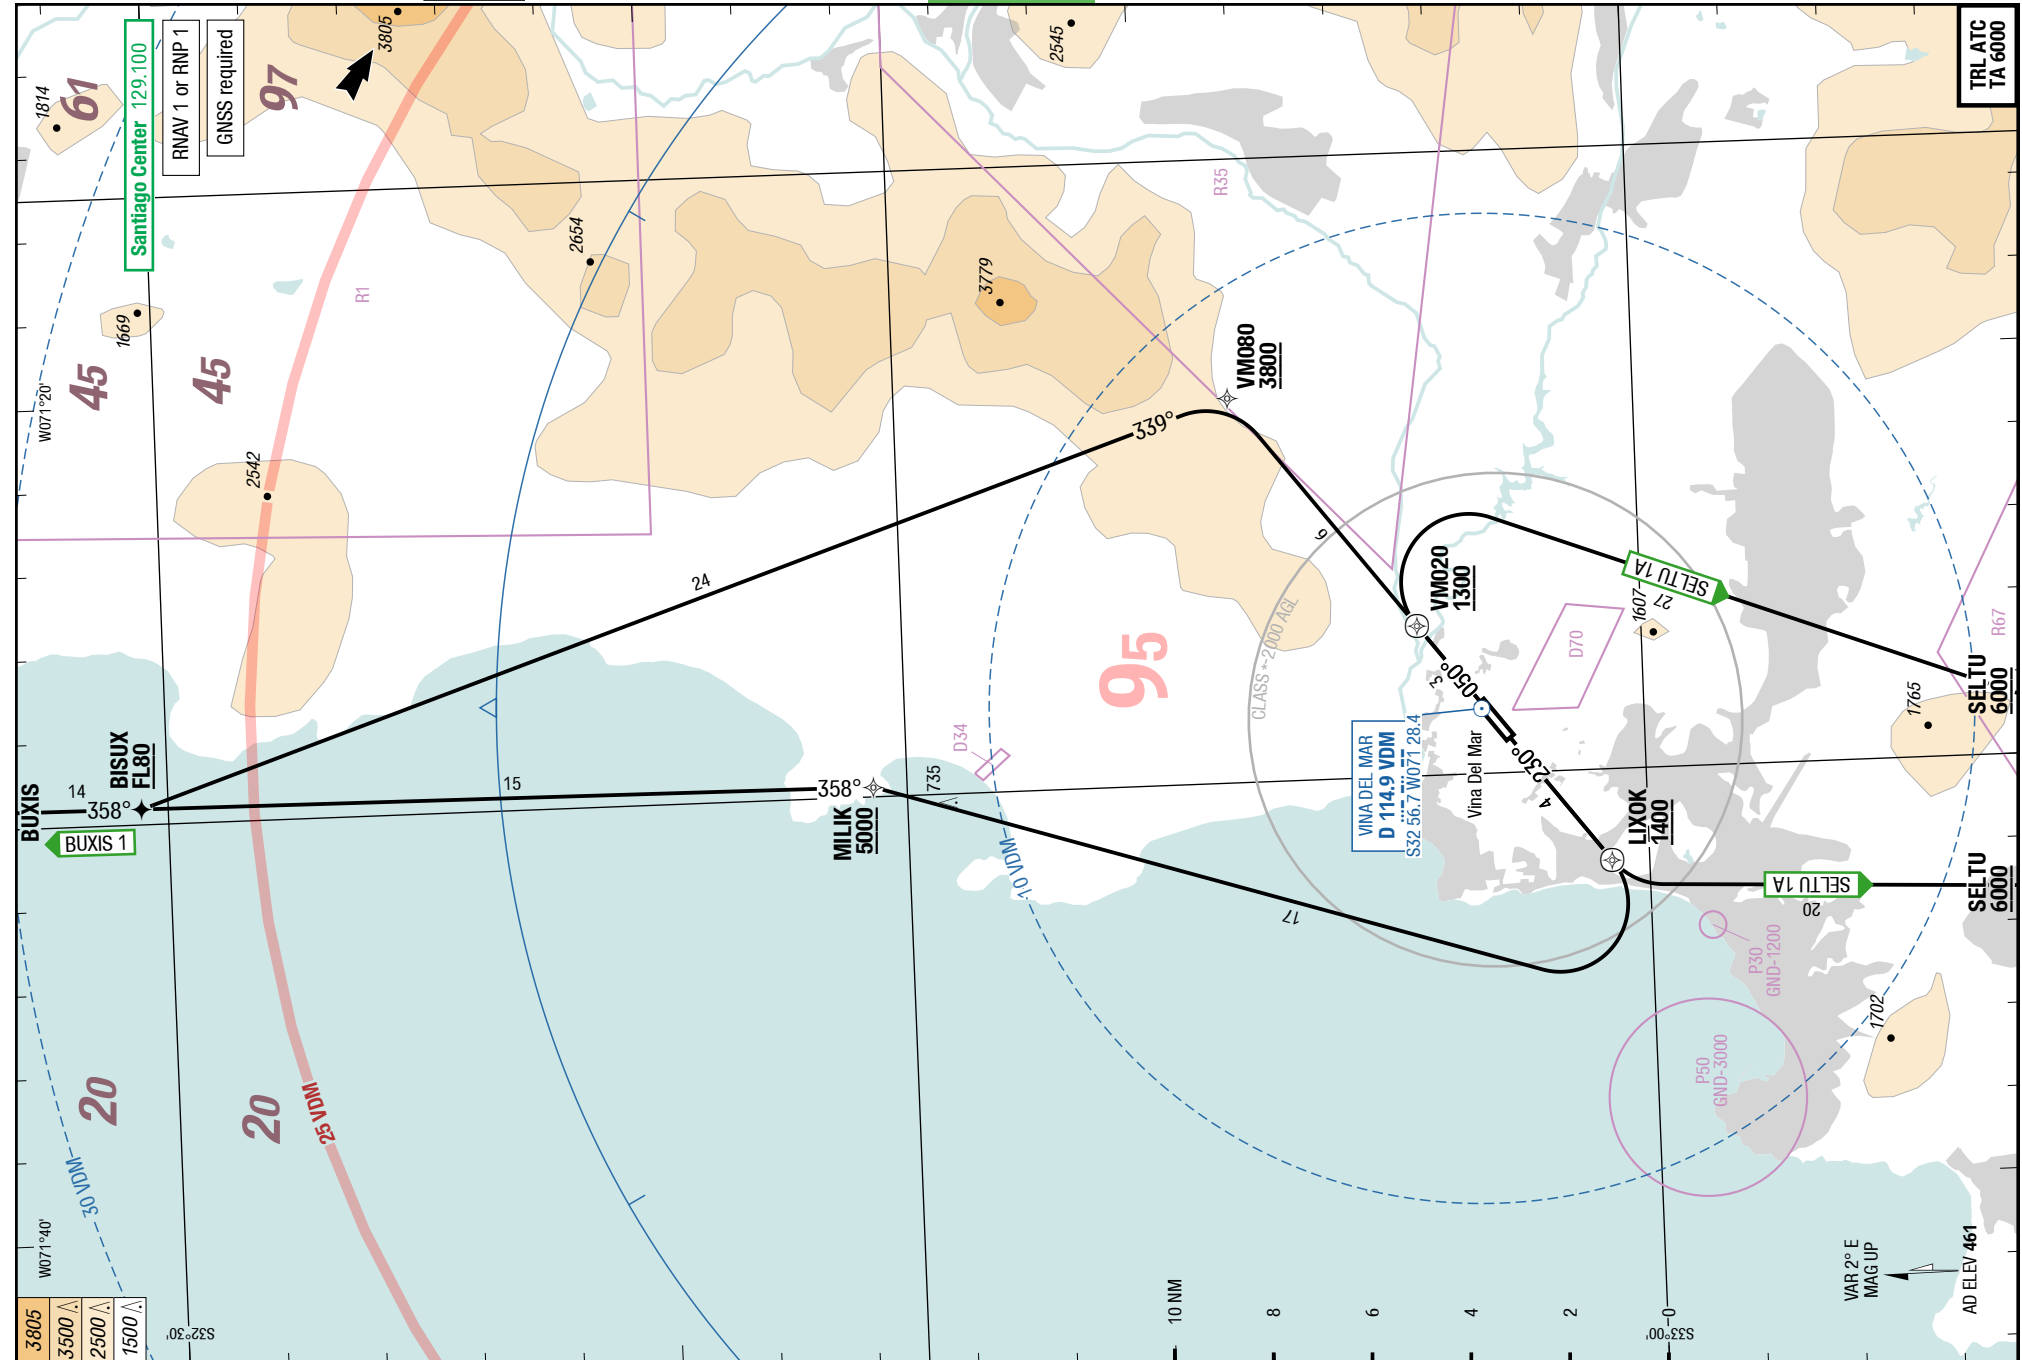 3805
61
1814
Santiago Center 129.100
RNAV 1 or RNP 1
GNSS required
97
2545
TRL ATC
TA 6000
R35
R1
2654
3779
1669
45
45
W071°20'
2542
VM080
3800
339°
6
24
VM020
1300
SELTU 1A
27
1607
D70
R67
CLASS *-2000 AGL
95
050°
3
SELTU
6000
1765
BUXIS
14
358°
BISUX
FL80
BUXIS 1
15
358°
MILIK
5000
735
D34
10 VDM
VINA DEL MAR
D 114.9 VDM
S32 56.7 W071 28.4
Vina Del Mar
230°
4
LIXOK
1400
SELTU 1A
20
SELTU
6000
17
P30
GND-1200
P50
GND-3000
1702
20
20
25 VDM
30 VDM
W071°40'
3805
3500
2500
1500
S32°30'
10 NM
8
6
4
2
0
S33°00'
VAR 2° E
MAG UP
AD ELEV 461